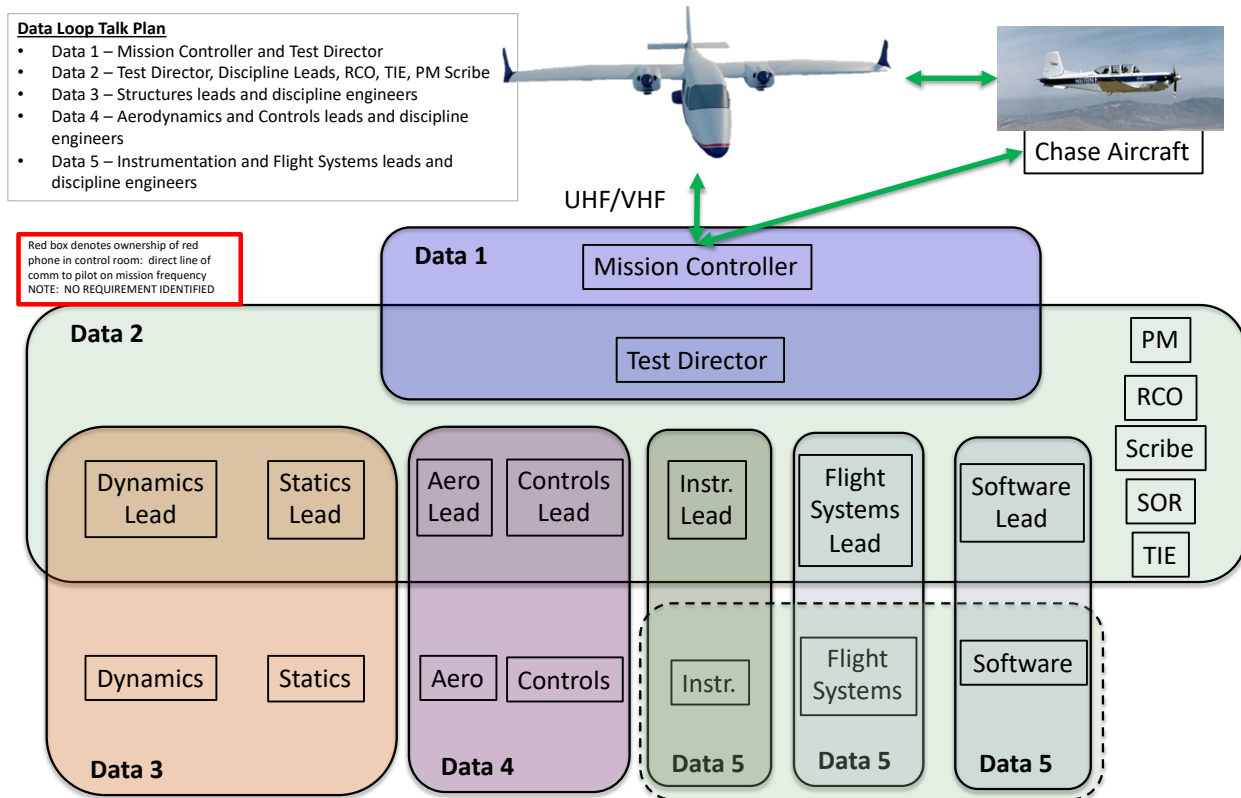 Data Loop Talk Plan
• Data 1 – Mission Controller and Test Director
• Data 2 – Test Director, Discipline Leads, RCO, TIE, PM Scribe
• Data 3 – Structures leads and discipline engineers
• Data 4 – Aerodynamics and Controls leads and discipline
engineers
• Data 5 – Instrumentation and Flight Systems leads and
discipline engineers
Chase Aircraft
UHF/VHF
Red box denotes ownership of red
phone in control room:  direct line of
comm to pilot on mission frequency
NOTE:  NO REQUIREMENT IDENTIFIED
Data 1
Mission Controller
Data 2
Test Director
PM
RCO
Scribe
SOR
TIE
Dynamics
Lead
Statics
Lead
Aero
Lead
Controls
Lead
Instr.
Lead
Flight
Systems
Lead
Software
Lead
Dynamics
Statics
Aero
Controls
Instr.
Flight
Systems
Software
Data 3
Data 4
Data 5
Data 5
Data 5